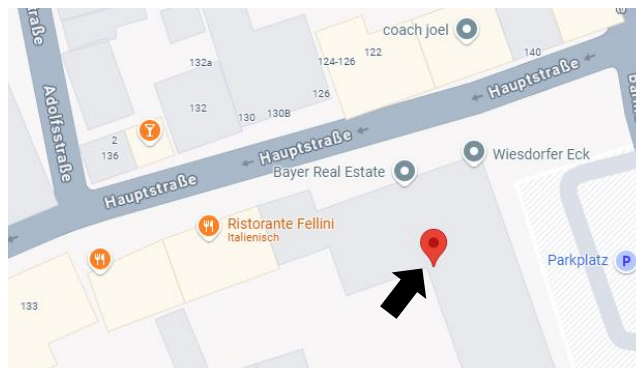 coach joel
122
124-126
140
132a
Hauptstraße
Adolfsstraße
126
132
130
130B
2
136
Hauptstraße
Wiesdorfer Eck
Bayer Real Estate
Hauptstraße
Ristorante Fellini
Italienisch
Parkplatz P
133